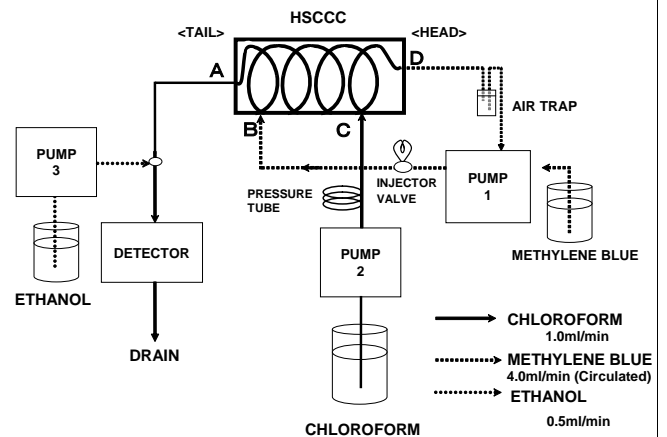 HSCCC
<TAIL>
<HEAD>
A
D
B
C
AIR TRAP
PUMP
3
INJECTOR
VALVE
PUMP
1
PRESSURE
TUBE
METHYLENE BLUE
DETECTOR
PUMP
2
ETHANOL
DRAIN
CHLOROFORM
CHLOROFORM
1.0ml/min
METHYLENE BLUE
4.0ml/min (Circulated)
ETHANOL
0.5ml/min